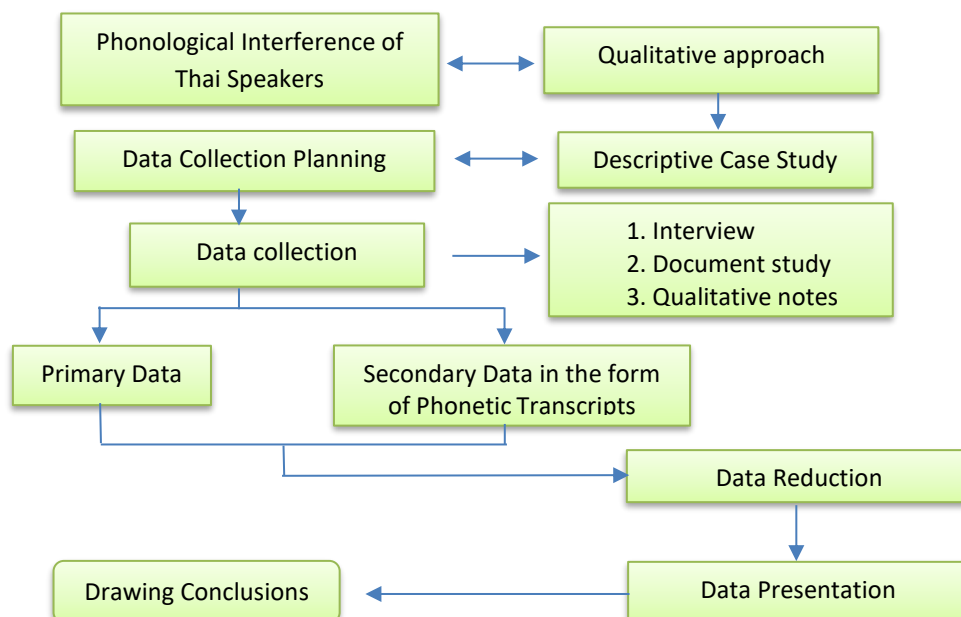 Phonological Interference of
Thai Speakers
Qualitative approach
Data Collection Planning
Descriptive Case Study
Data collection
1. Interview
2. Document study
3. Qualitative notes
Primary Data
Secondary Data in the form
of Phonetic Transcripts
Data Reduction
Drawing Conclusions
Data Presentation